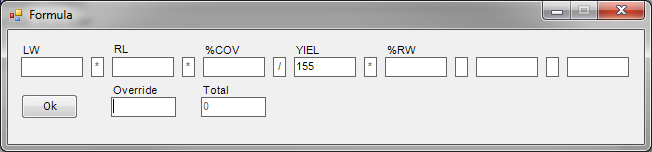 Formula
LW RL %COV YIEL %RW
* * / 155 *
Override Total
Ok 0